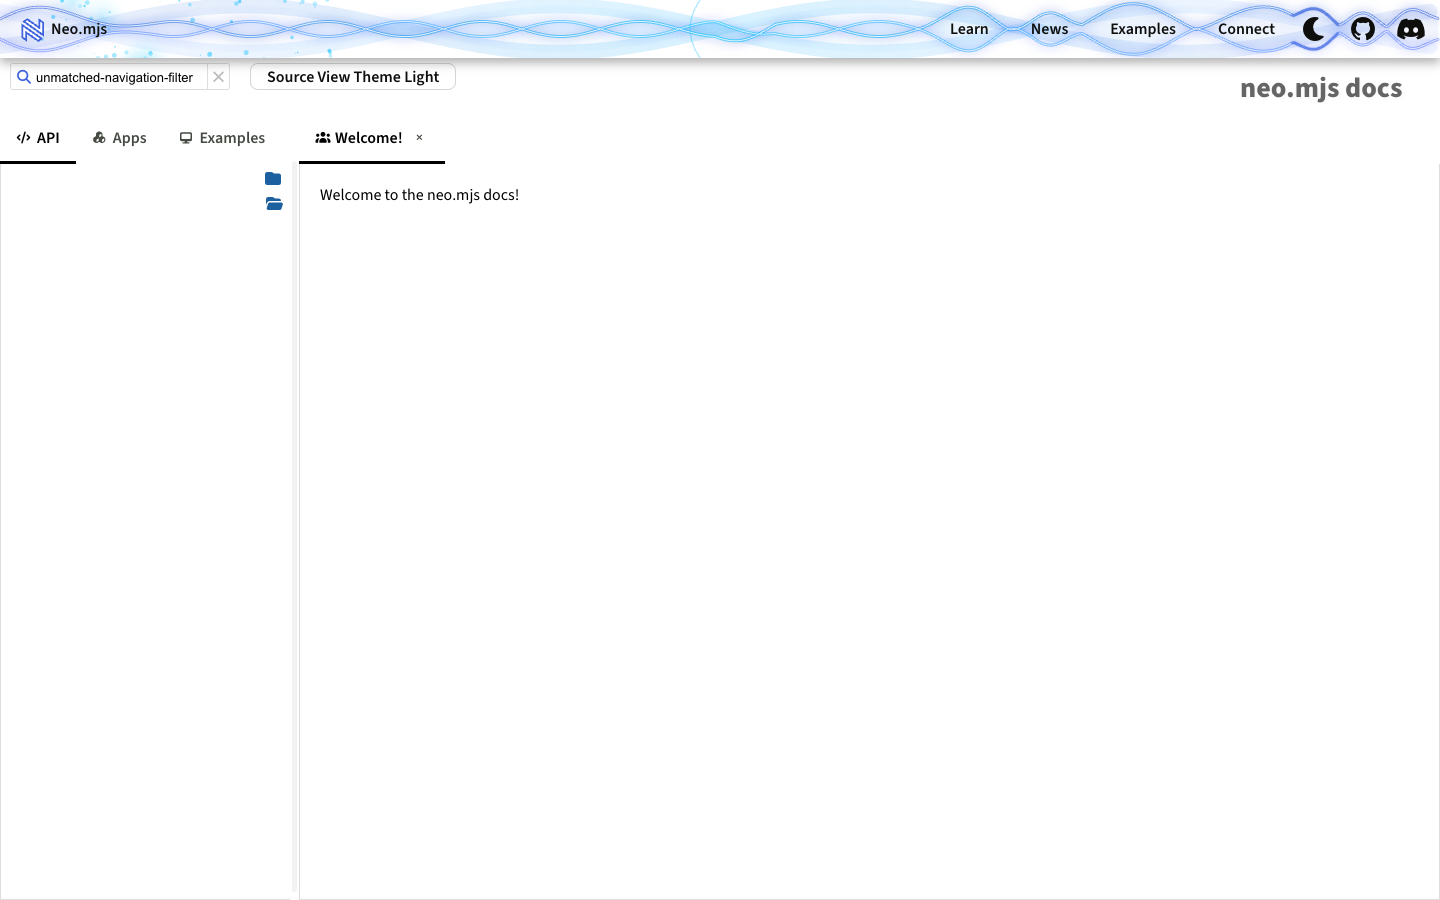 Neo.mjs
Learn
News
Examples
Connect
unmatched-navigation-filter
Source View Theme Light
neo.mjs docs
API
Apps
Examples
Welcome!
Welcome to the neo.mjs docs!